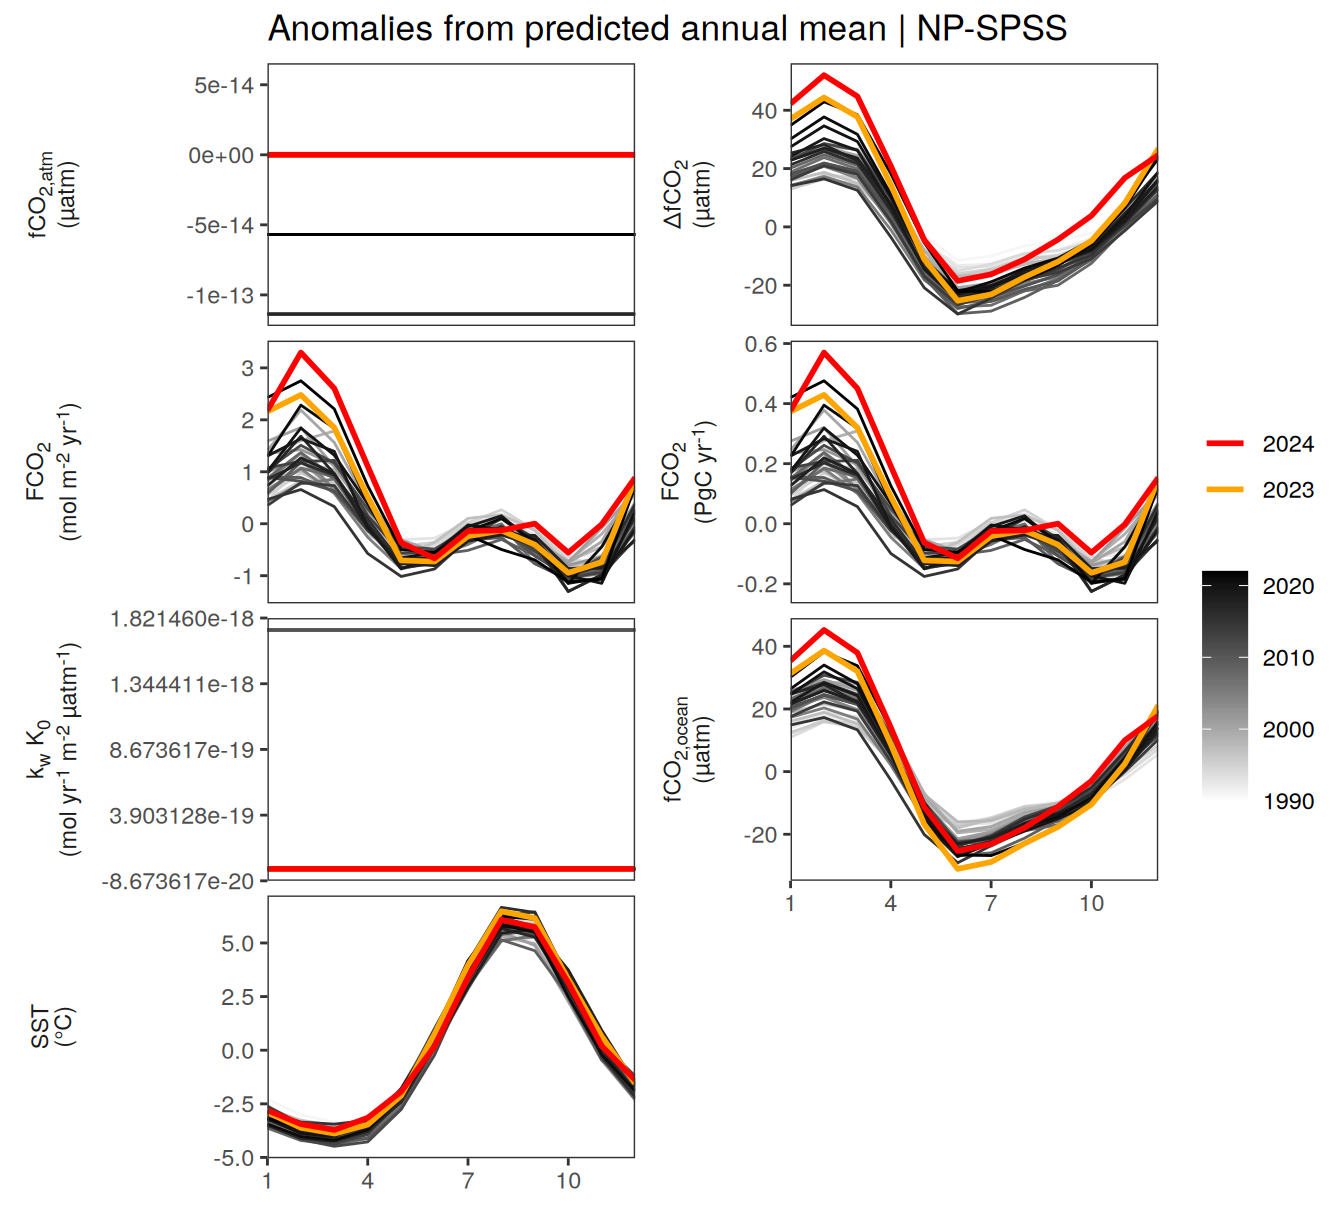 Anomalies from predicted annual mean | NP-SPSS
fCO2,atm
(µatm)
5e-14
0e+00
-5e-14
-1e-13
ΔfCO2
(µatm)
40
20
0
-20
FCO2
(mol m-2 yr-1)
3
2
1
0
-1
FCO2
(PgC yr-1)
0.6
0.4
0.2
0.0
-0.2
kw K0
(mol yr-1 m-2 µatm-1)
1.821460e-18
1.344411e-18
8.673617e-19
3.903128e-19
-8.673617e-20
fCO2,ocean
(µatm)
40
20
0
-20
1 4 7 10
SST
(°C)
5.0
2.5
0.0
-2.5
-5.0
1 4 7 10
2024
2023
2020
2010
2000
1990